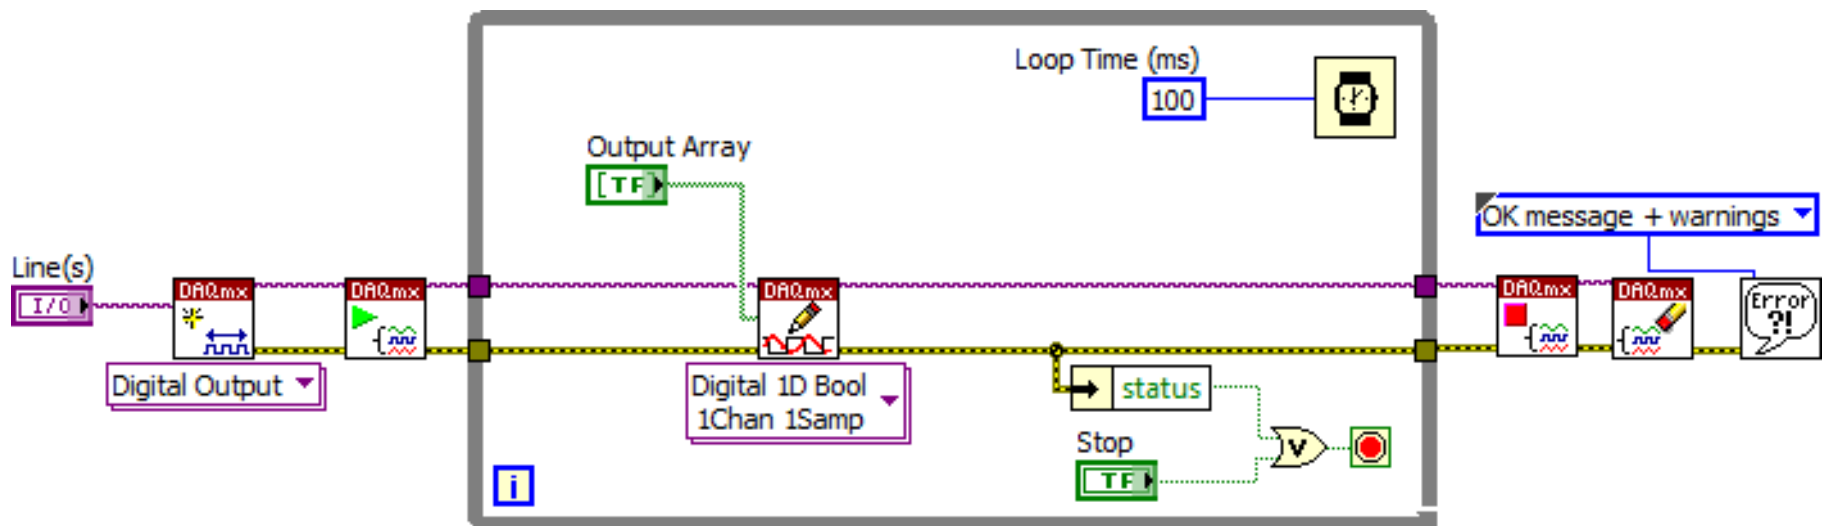 Loop Time (ms)
100
Output Array
[TF]
OK message + warnings
Line(s)
I/O
DAQmx
DAQmx
DAQmx
DAQmx
DAQmx
Error
?!
Digital Output
Digital 1D Bool
1Chan 1Samp
status
Stop
TF
V
i